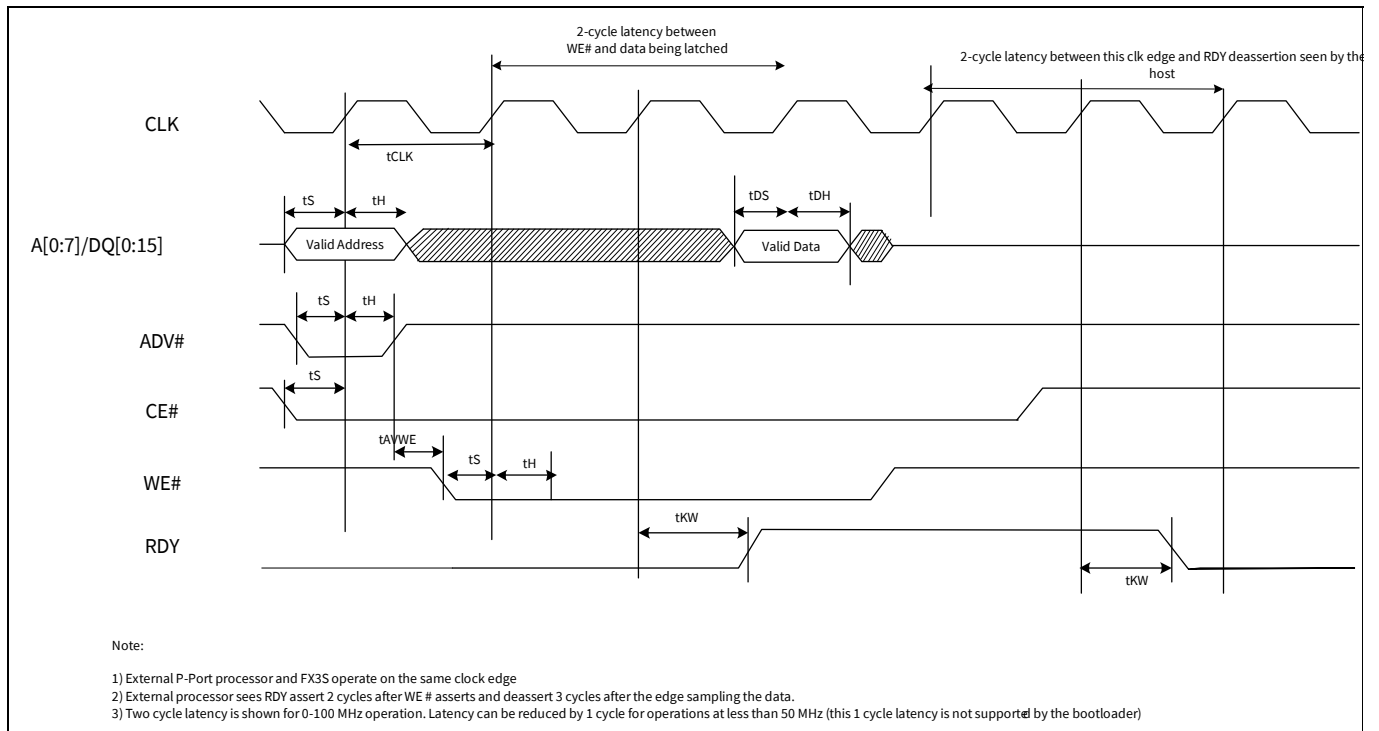 2-cycle latency between
WE# and data being latched
2-cycle latency between this clk edge and RDY deassertion seen by the
host
CLK
tCLK
tS
tH
tDS
tDH
A[0:7]/DQ[0:15]
Valid Address
Valid Data
tS
tH
ADV#
tS
CE#
tAVWE
tS
tH
WE#
tKW
RDY
tKW
Note:
1) External P-Port processor and FX3S operate on the same clock edge
2) External processor sees RDY assert 2 cycles after WE # asserts and deassert 3 cycles after the edge sampling the data.
3) Two cycle latency is shown for 0-100 MHz operation. Latency can be reduced by 1 cycle for operations at less than 50 MHz (this 1 cycle latency is not supported by the bootloader)